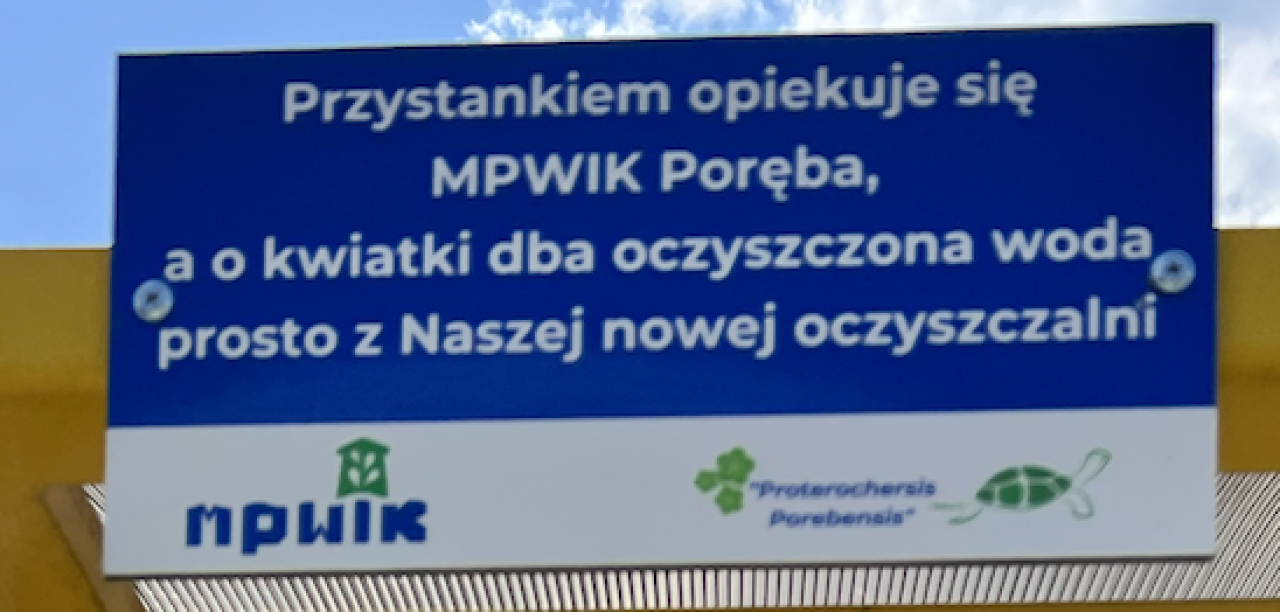 Przystankiem opiekuje się
MPWIK Poręba,
a o kwiatki dba oczyszczona woda
prosto z Naszej nowej oczyszczalni
mpwik
"Proterochersis
Porebensis"